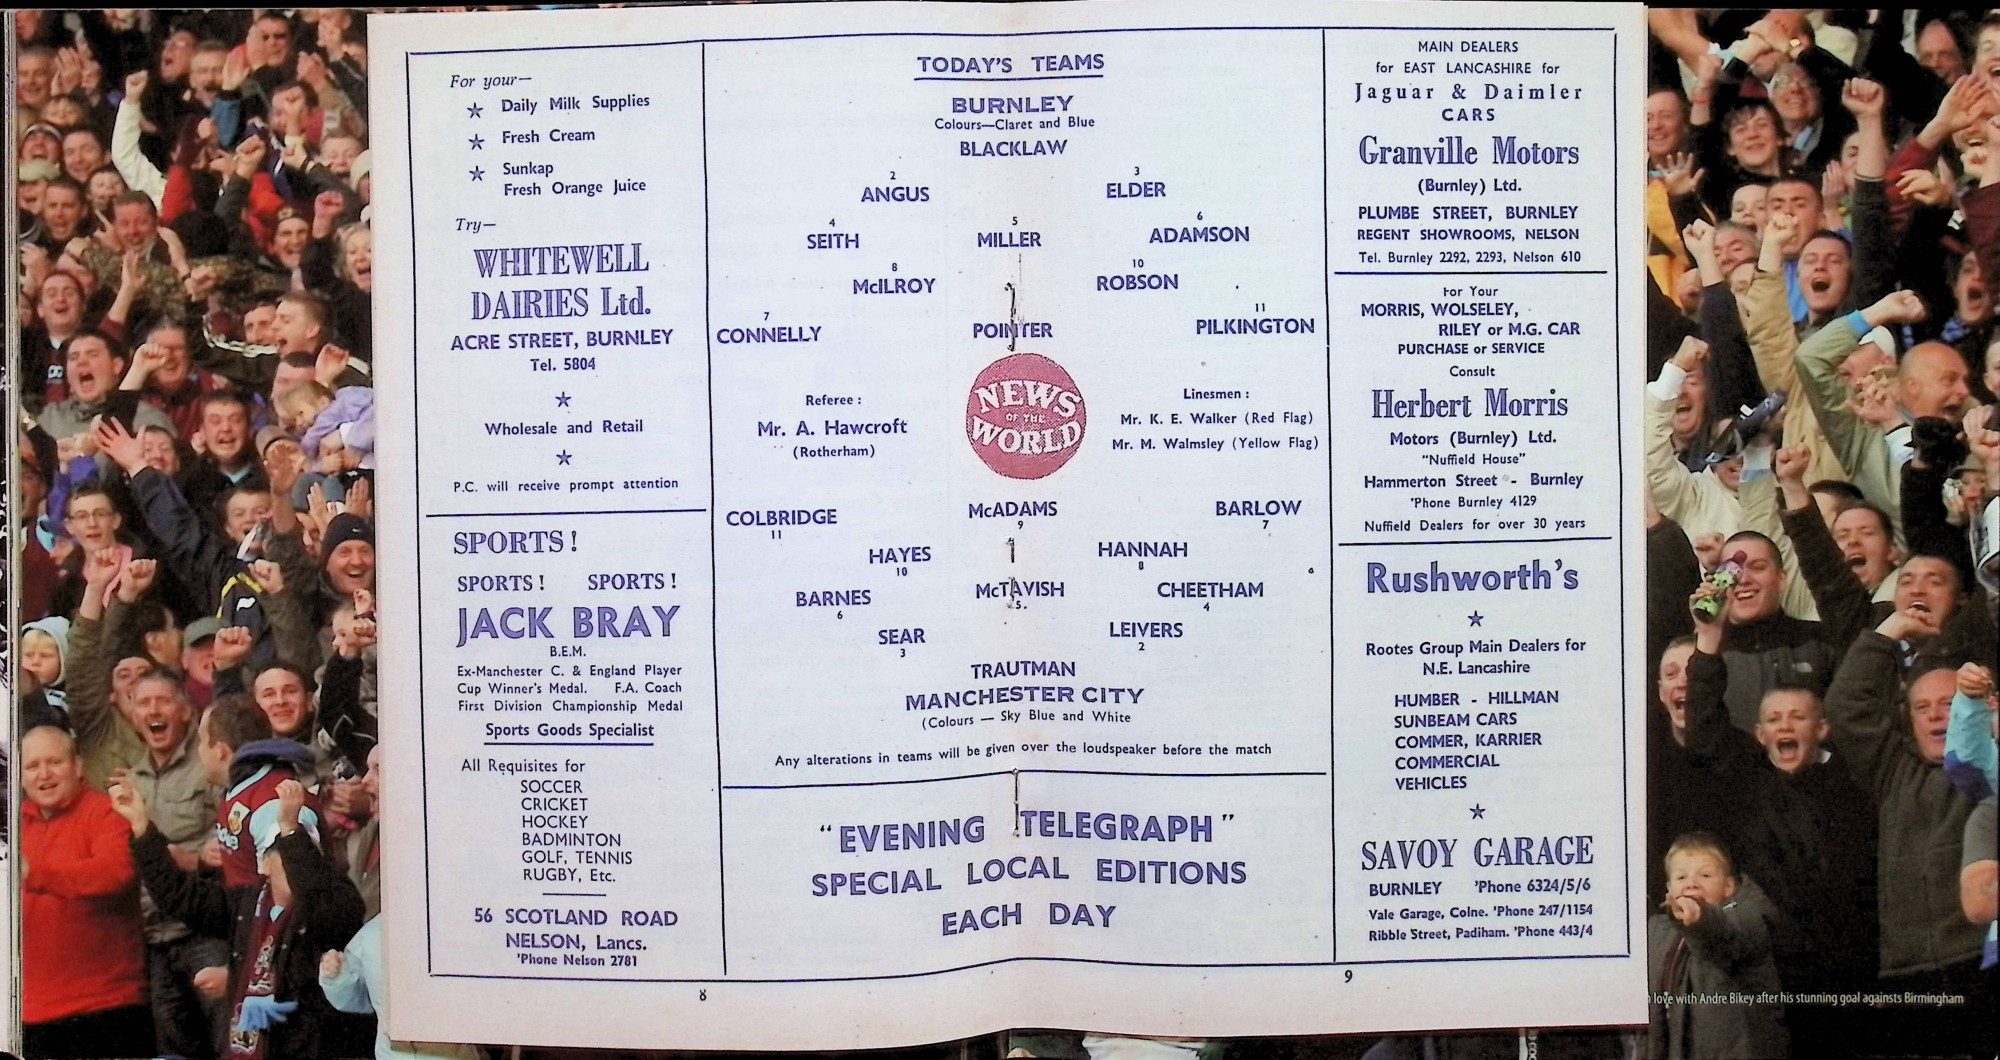 For your—
Daily Milk Supplies
Fresh Cream
Sunkap
Fresh Orange Juice
Try—
WHITEWELL
DAIRIES Ltd.
ACRE STREET, BURNLEY
Tel. 5804
Wholesale and Retail
P.C. will receive prompt attention
SPORTS!
SPORTS! SPORTS!
JACK BRAY
B.E.M.
Ex-Manchester C. & England Player
Cup Winner's Medal. F.A. Coach
First Division Championship Medal
Sports Goods Specialist
All Requisites for
SOCCER
CRICKET
HOCKEY
BADMINTON
GOLF, TENNIS
RUGBY, Etc.
56 SCOTLAND ROAD
NELSON, Lancs.
'Phone Nelson 2781
8
TODAY'S TEAMS
BURNLEY
Colours—Claret and Blue
BLACKLAW
2 3
ANGUS ELDER
4 5 6
SEITH MILLER ADAMSON
8 10
McILROY ROBSON
7 11
CONNELLY POINTER PILKINGTON
Referee :
Mr. A. Hawcroft
(Rotherham)
NEWS
OF THE
WORLD
Linesmen :
Mr. K. E. Walker (Red Flag)
Mr. M. Walmsley (Yellow Flag)
COLBRIDGE McADAMS BARLOW
11 9 7
HAYES HANNAH
10 8
BARNES McTAVISH CHEETHAM
6 5. 4
SEAR LEIVERS
3 2
TRAUTMAN
MANCHESTER CITY
(Colours — Sky Blue and White
Any alterations in teams will be given over the loudspeaker before the match
"EVENING TELEGRAPH"
SPECIAL LOCAL EDITIONS
EACH DAY
MAIN DEALERS
for EAST LANCASHIRE for
Jaguar & Daimler
CARS
Granville Motors
(Burnley) Ltd.
PLUMBE STREET, BURNLEY
REGENT SHOWROOMS, NELSON
Tel. Burnley 2292, 2293, Nelson 610
For Your
MORRIS, WOLSELEY,
RILEY or M.G. CAR
PURCHASE or SERVICE
Consult
Herbert Morris
Motors (Burnley) Ltd.
"Nuffield House"
Hammerton Street - Burnley
'Phone Burnley 4129
Nuffield Dealers for over 30 years
Rushworth's
Rootes Group Main Dealers for
N.E. Lancashire
HUMBER - HILLMAN
SUNBEAM CARS
COMMER, KARRIER
COMMERCIAL
VEHICLES
SAVOY GARAGE
BURNLEY 'Phone 6324/5/6
Vale Garage, Colne. 'Phone 247/1154
Ribble Street, Padiham. 'Phone 443/4
9
love with Andre Bikey after his stunning goal againsts Birmingham